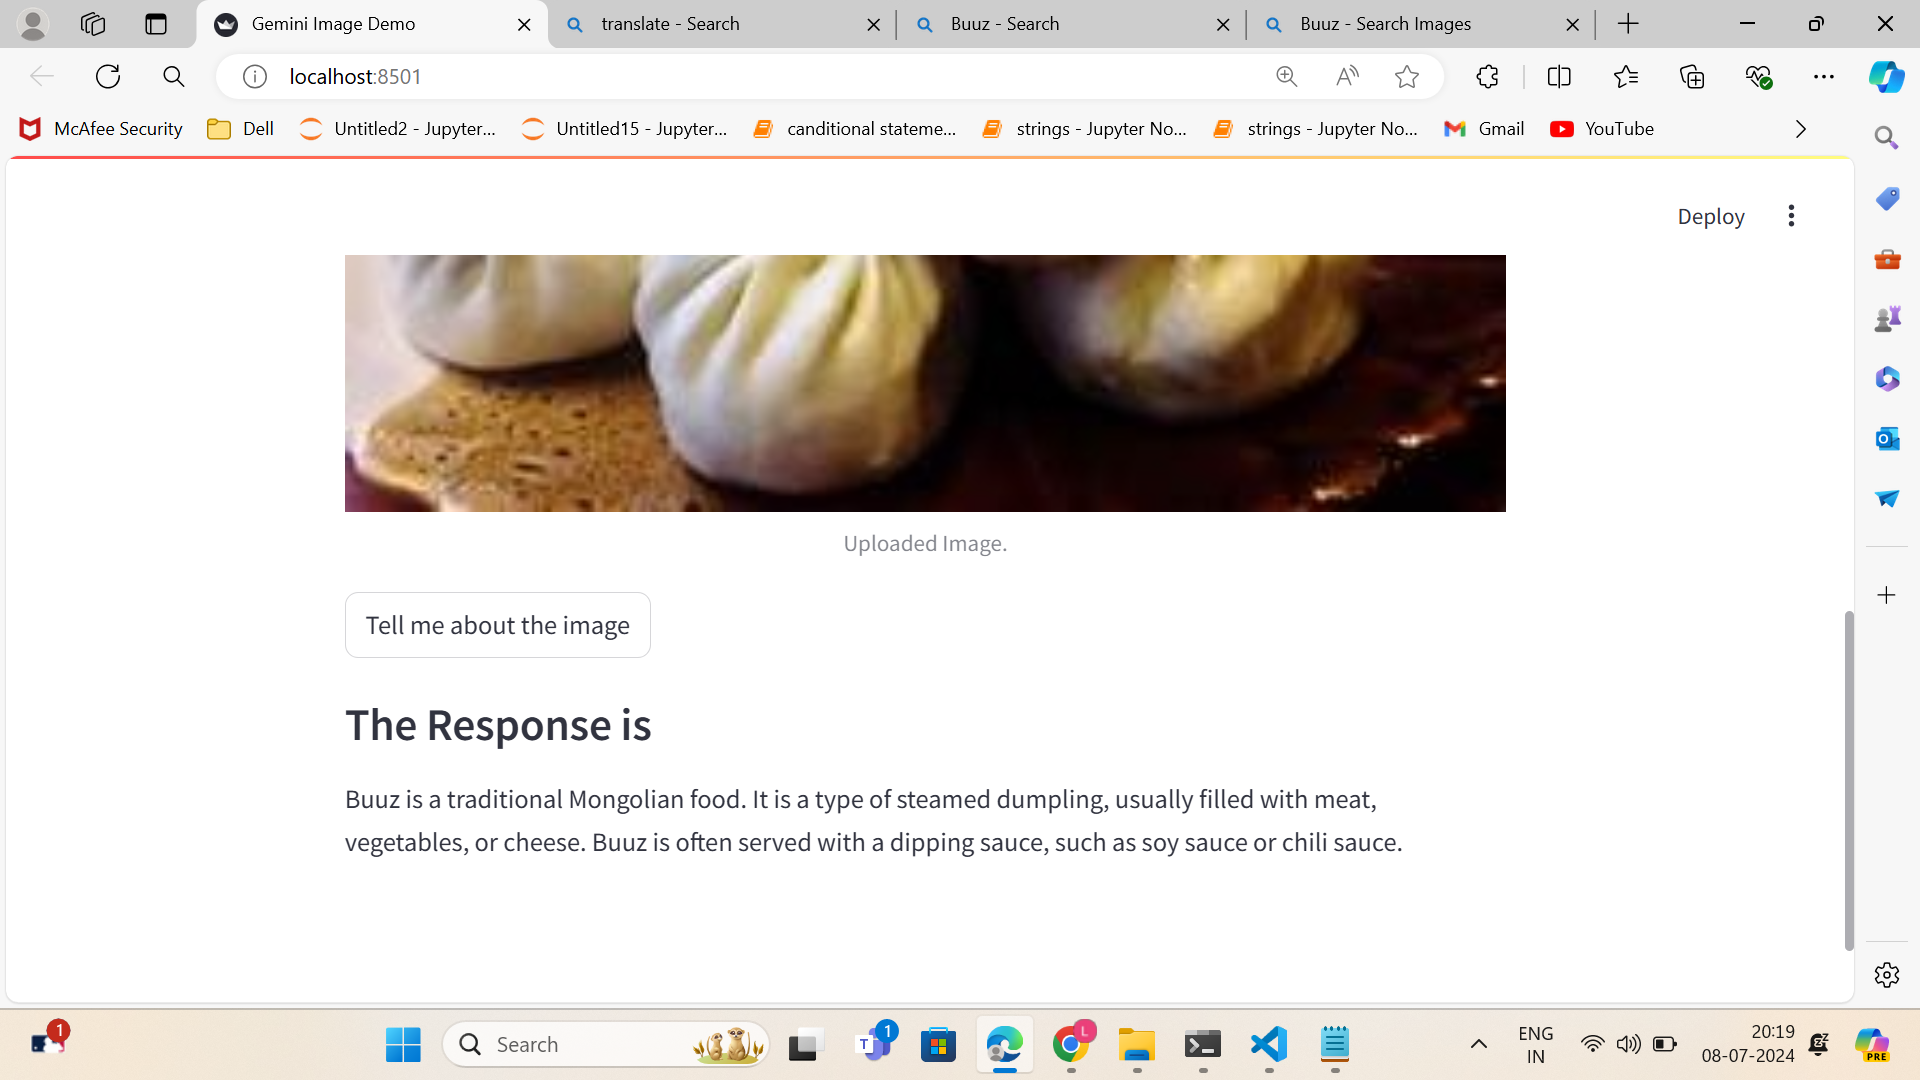 Gemini Image Demo
translate - Search
Buuz - Search
Buuz - Search Images
localhost:8501
McAfee Security
Dell
Untitled2 - Jupyter...
Untitled15 - Jupyter...
canditional stateme...
strings - Jupyter No...
strings - Jupyter No...
Gmail
YouTube
Deploy
Uploaded Image.
Tell me about the image
The Response is
Buuz is a traditional Mongolian food. It is a type of steamed dumpling, usually filled with meat,
vegetables, or cheese. Buuz is often served with a dipping sauce, such as soy sauce or chili sauce.
1
Search
T
1
L
ENG
IN
20:19
08-07-2024
PRE